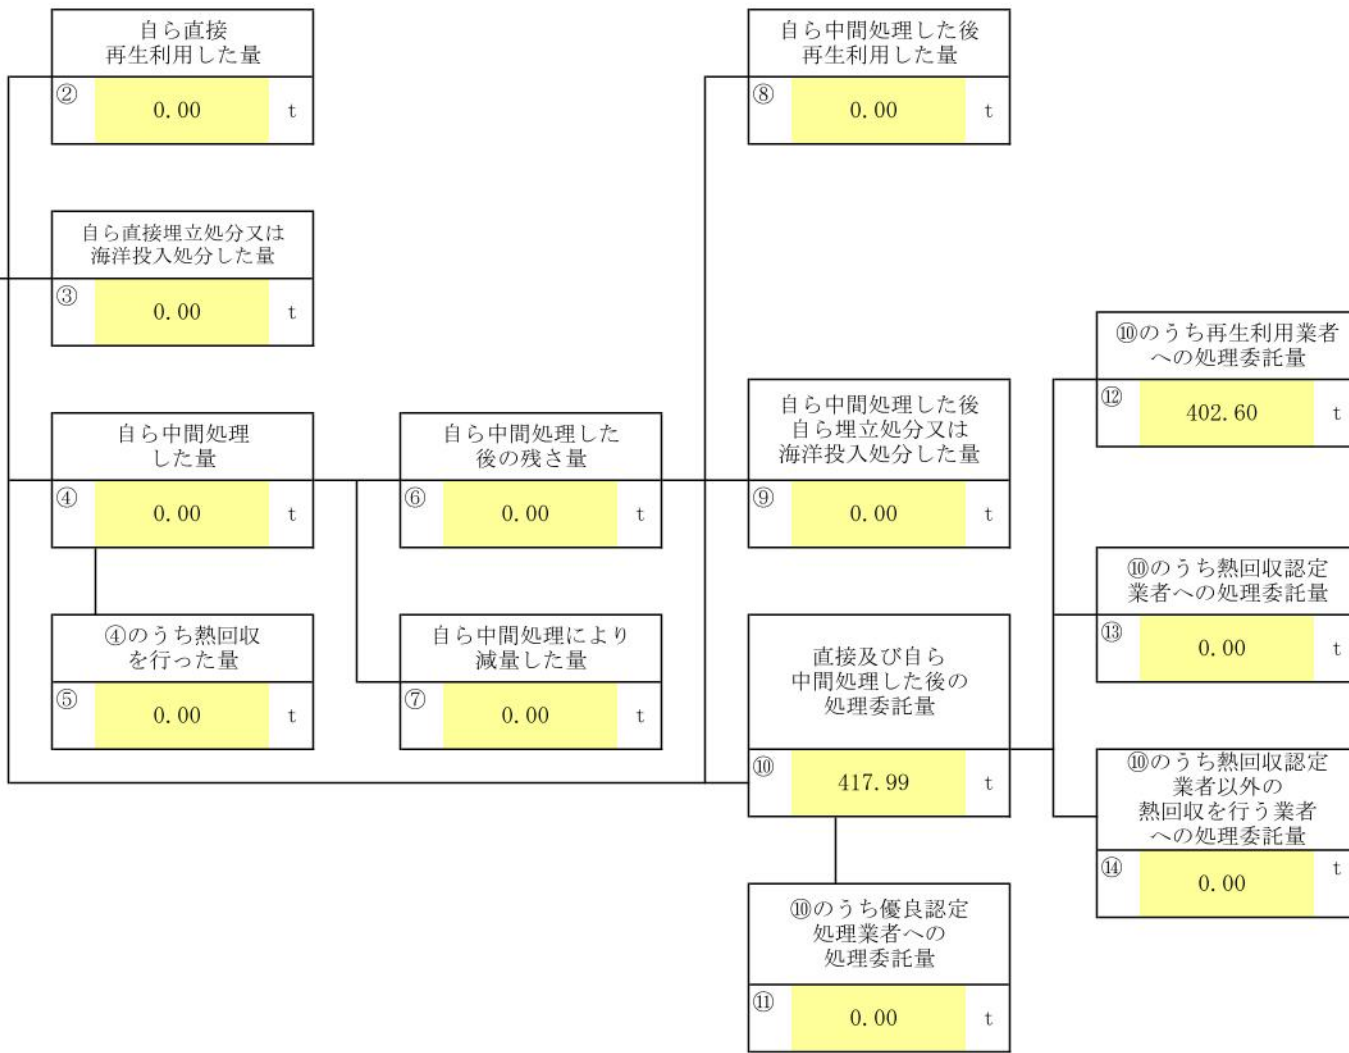 自ら直接
再生利用した量
② 0.00 t
自ら中間処理した後
再生利用した量
⑧ 0.00 t
自ら直接埋立処分又は
海洋投入処分した量
③ 0.00 t
⑩のうち再生利用業者
への処理委託量
⑫ 402.60 t
自ら中間処理
した量
④ 0.00 t
自ら中間処理した
後の残さ量
⑥ 0.00 t
自ら中間処理した後
自ら埋立処分又は
海洋投入処分した量
⑨ 0.00 t
⑩のうち熱回収認定
業者への処理委託量
⑬ 0.00 t
④のうち熱回収
を行った量
⑤ 0.00 t
自ら中間処理により
減量した量
⑦ 0.00 t
直接及び自ら
中間処理した後の
処理委託量
⑩ 417.99 t
⑩のうち熱回収認定
業者以外の
熱回収を行う業者
への処理委託量
⑭ 0.00 t
⑩のうち優良認定
処理業者への
処理委託量
⑪ 0.00 t